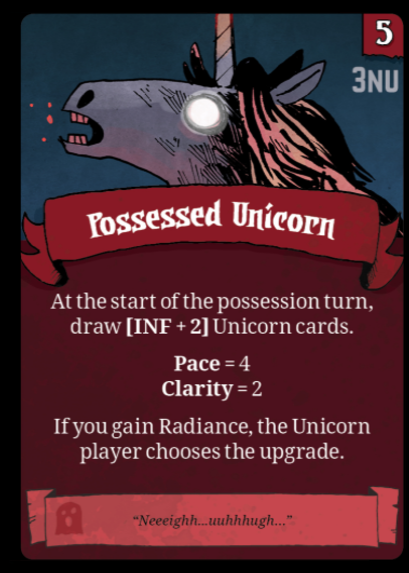 5
3NU
Possessed Unicorn
At the start of the possession turn,
draw [INF + 2] Unicorn cards.
Pace = 4
Clarity = 2
If you gain Radiance, the Unicorn
player chooses the upgrade.
“Neeeighh...uuhhhugh...”